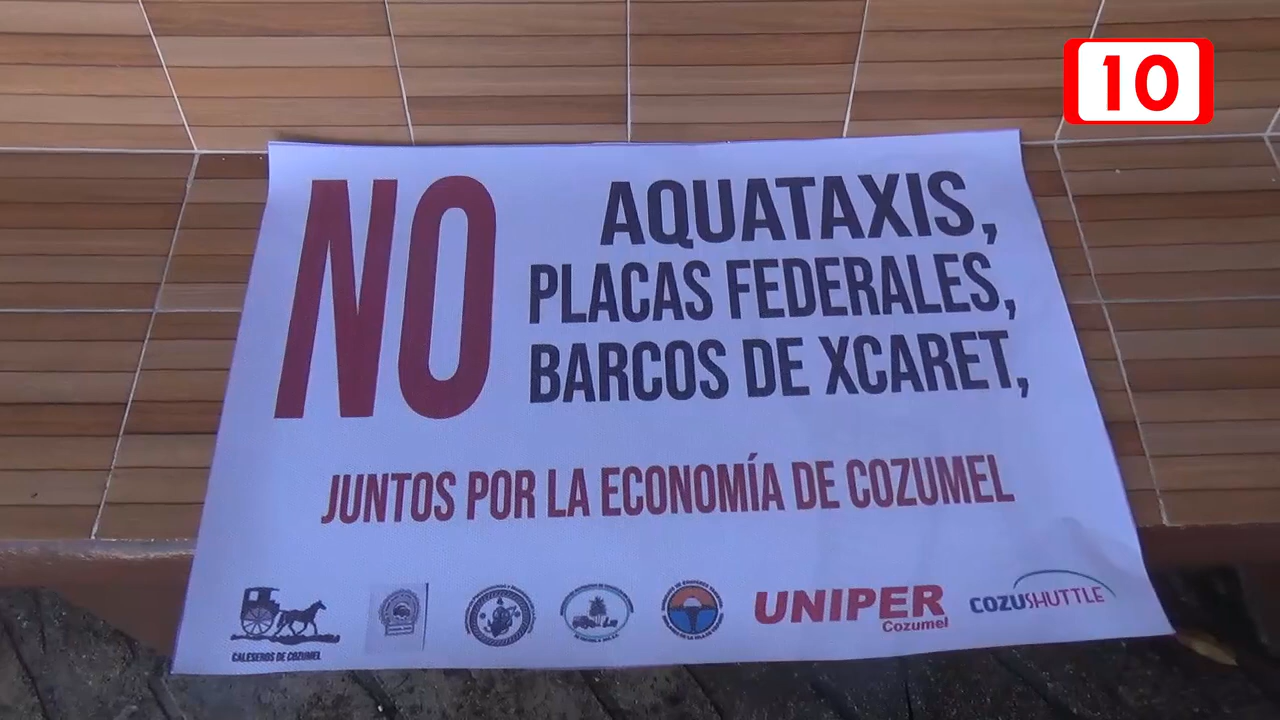 10
NO
AQUATAXIS,
PLACAS FEDERALES,
BARCOS DE XCARET,
JUNTOS POR LA ECONOMÍA DE COZUMEL
CALESEROS DE COZUMEL
UNIPER
Cozumel
COZUSHUTTLE